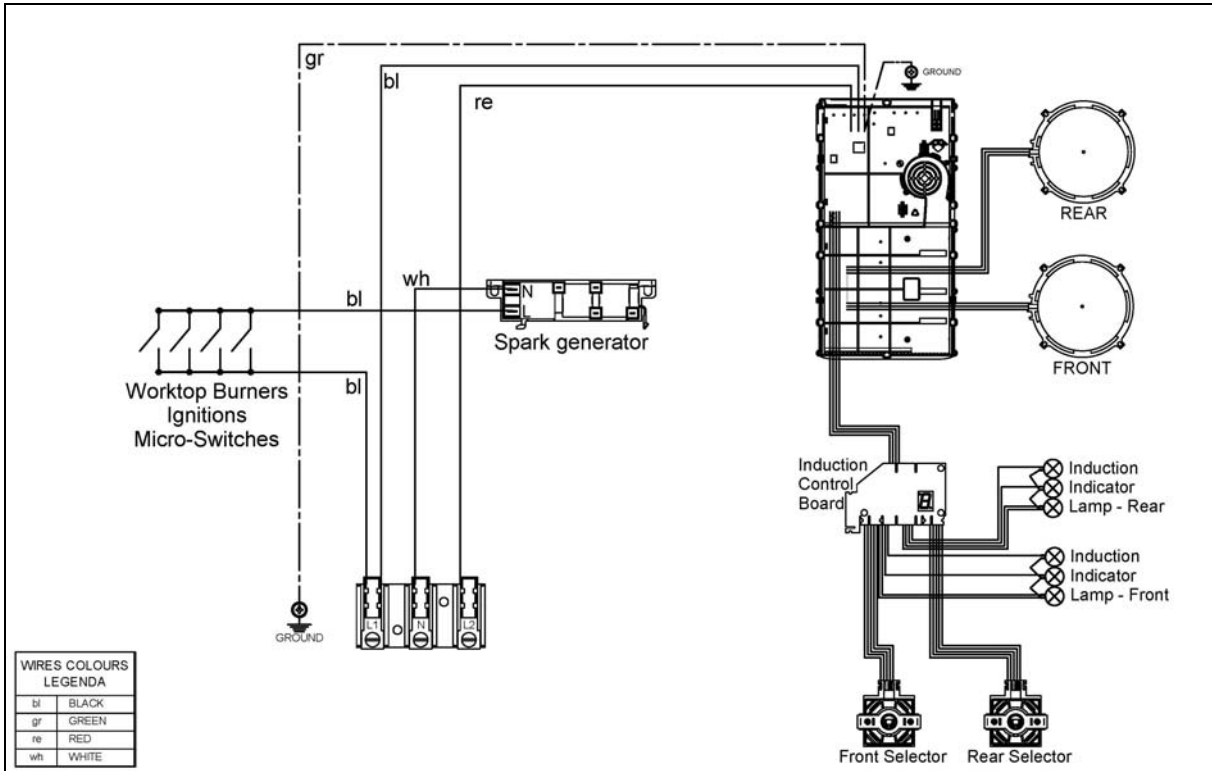 gr
bl
re
GROUND
REAR
FRONT
wh
bl
N
L
Spark generator
bl
Worktop Burners
Ignitions
Micro-Switches
Induction
Control
Board
8
Induction
Indicator
Lamp - Rear
Induction
Indicator
Lamp - Front
GROUND
L1
N
L2
Front Selector
Rear Selector
WIRES COLOURS
LEGENDA
bl BLACK
gr GREEN
re RED
wh WHITE